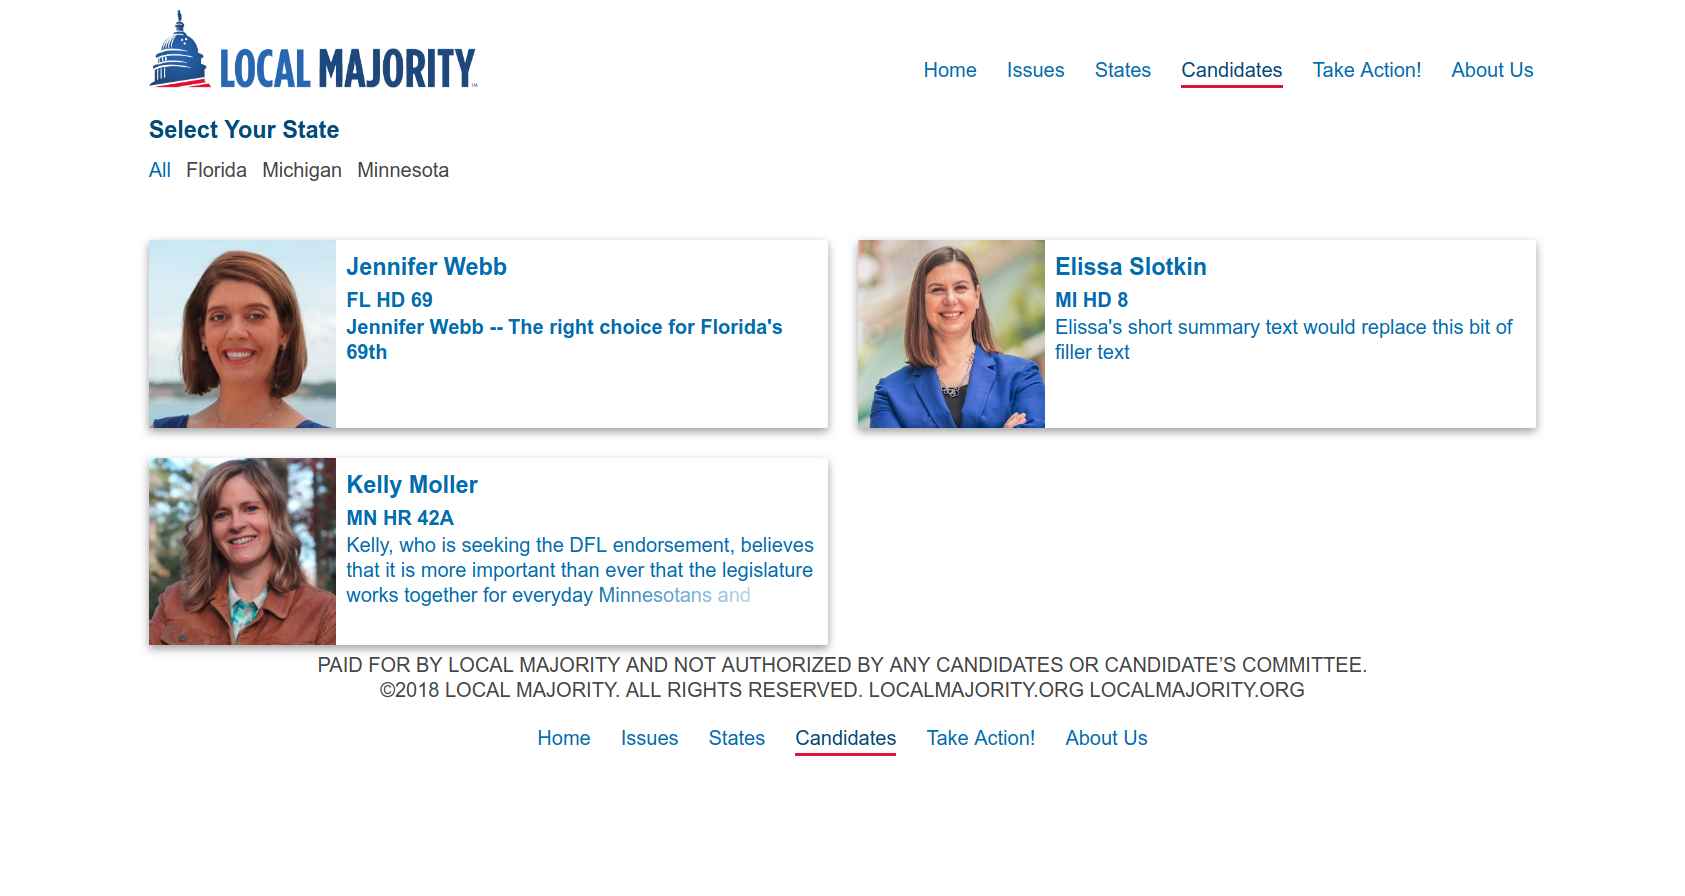 LOCAL MAJORITY™
Home Issues States Candidates Take Action! About Us
Select Your State
All Florida Michigan Minnesota
Jennifer Webb
FL HD 69
Jennifer Webb -- The right choice for Florida's
69th
Elissa Slotkin
MI HD 8
Elissa's short summary text would replace this bit of
filler text
Kelly Moller
MN HR 42A
Kelly, who is seeking the DFL endorsement, believes
that it is more important than ever that the legislature
works together for everyday Minnesotans and
PAID FOR BY LOCAL MAJORITY AND NOT AUTHORIZED BY ANY CANDIDATES OR CANDIDATE’S COMMITTEE.
©2018 LOCAL MAJORITY. ALL RIGHTS RESERVED. LOCALMAJORITY.ORG LOCALMAJORITY.ORG
Home Issues States Candidates Take Action! About Us